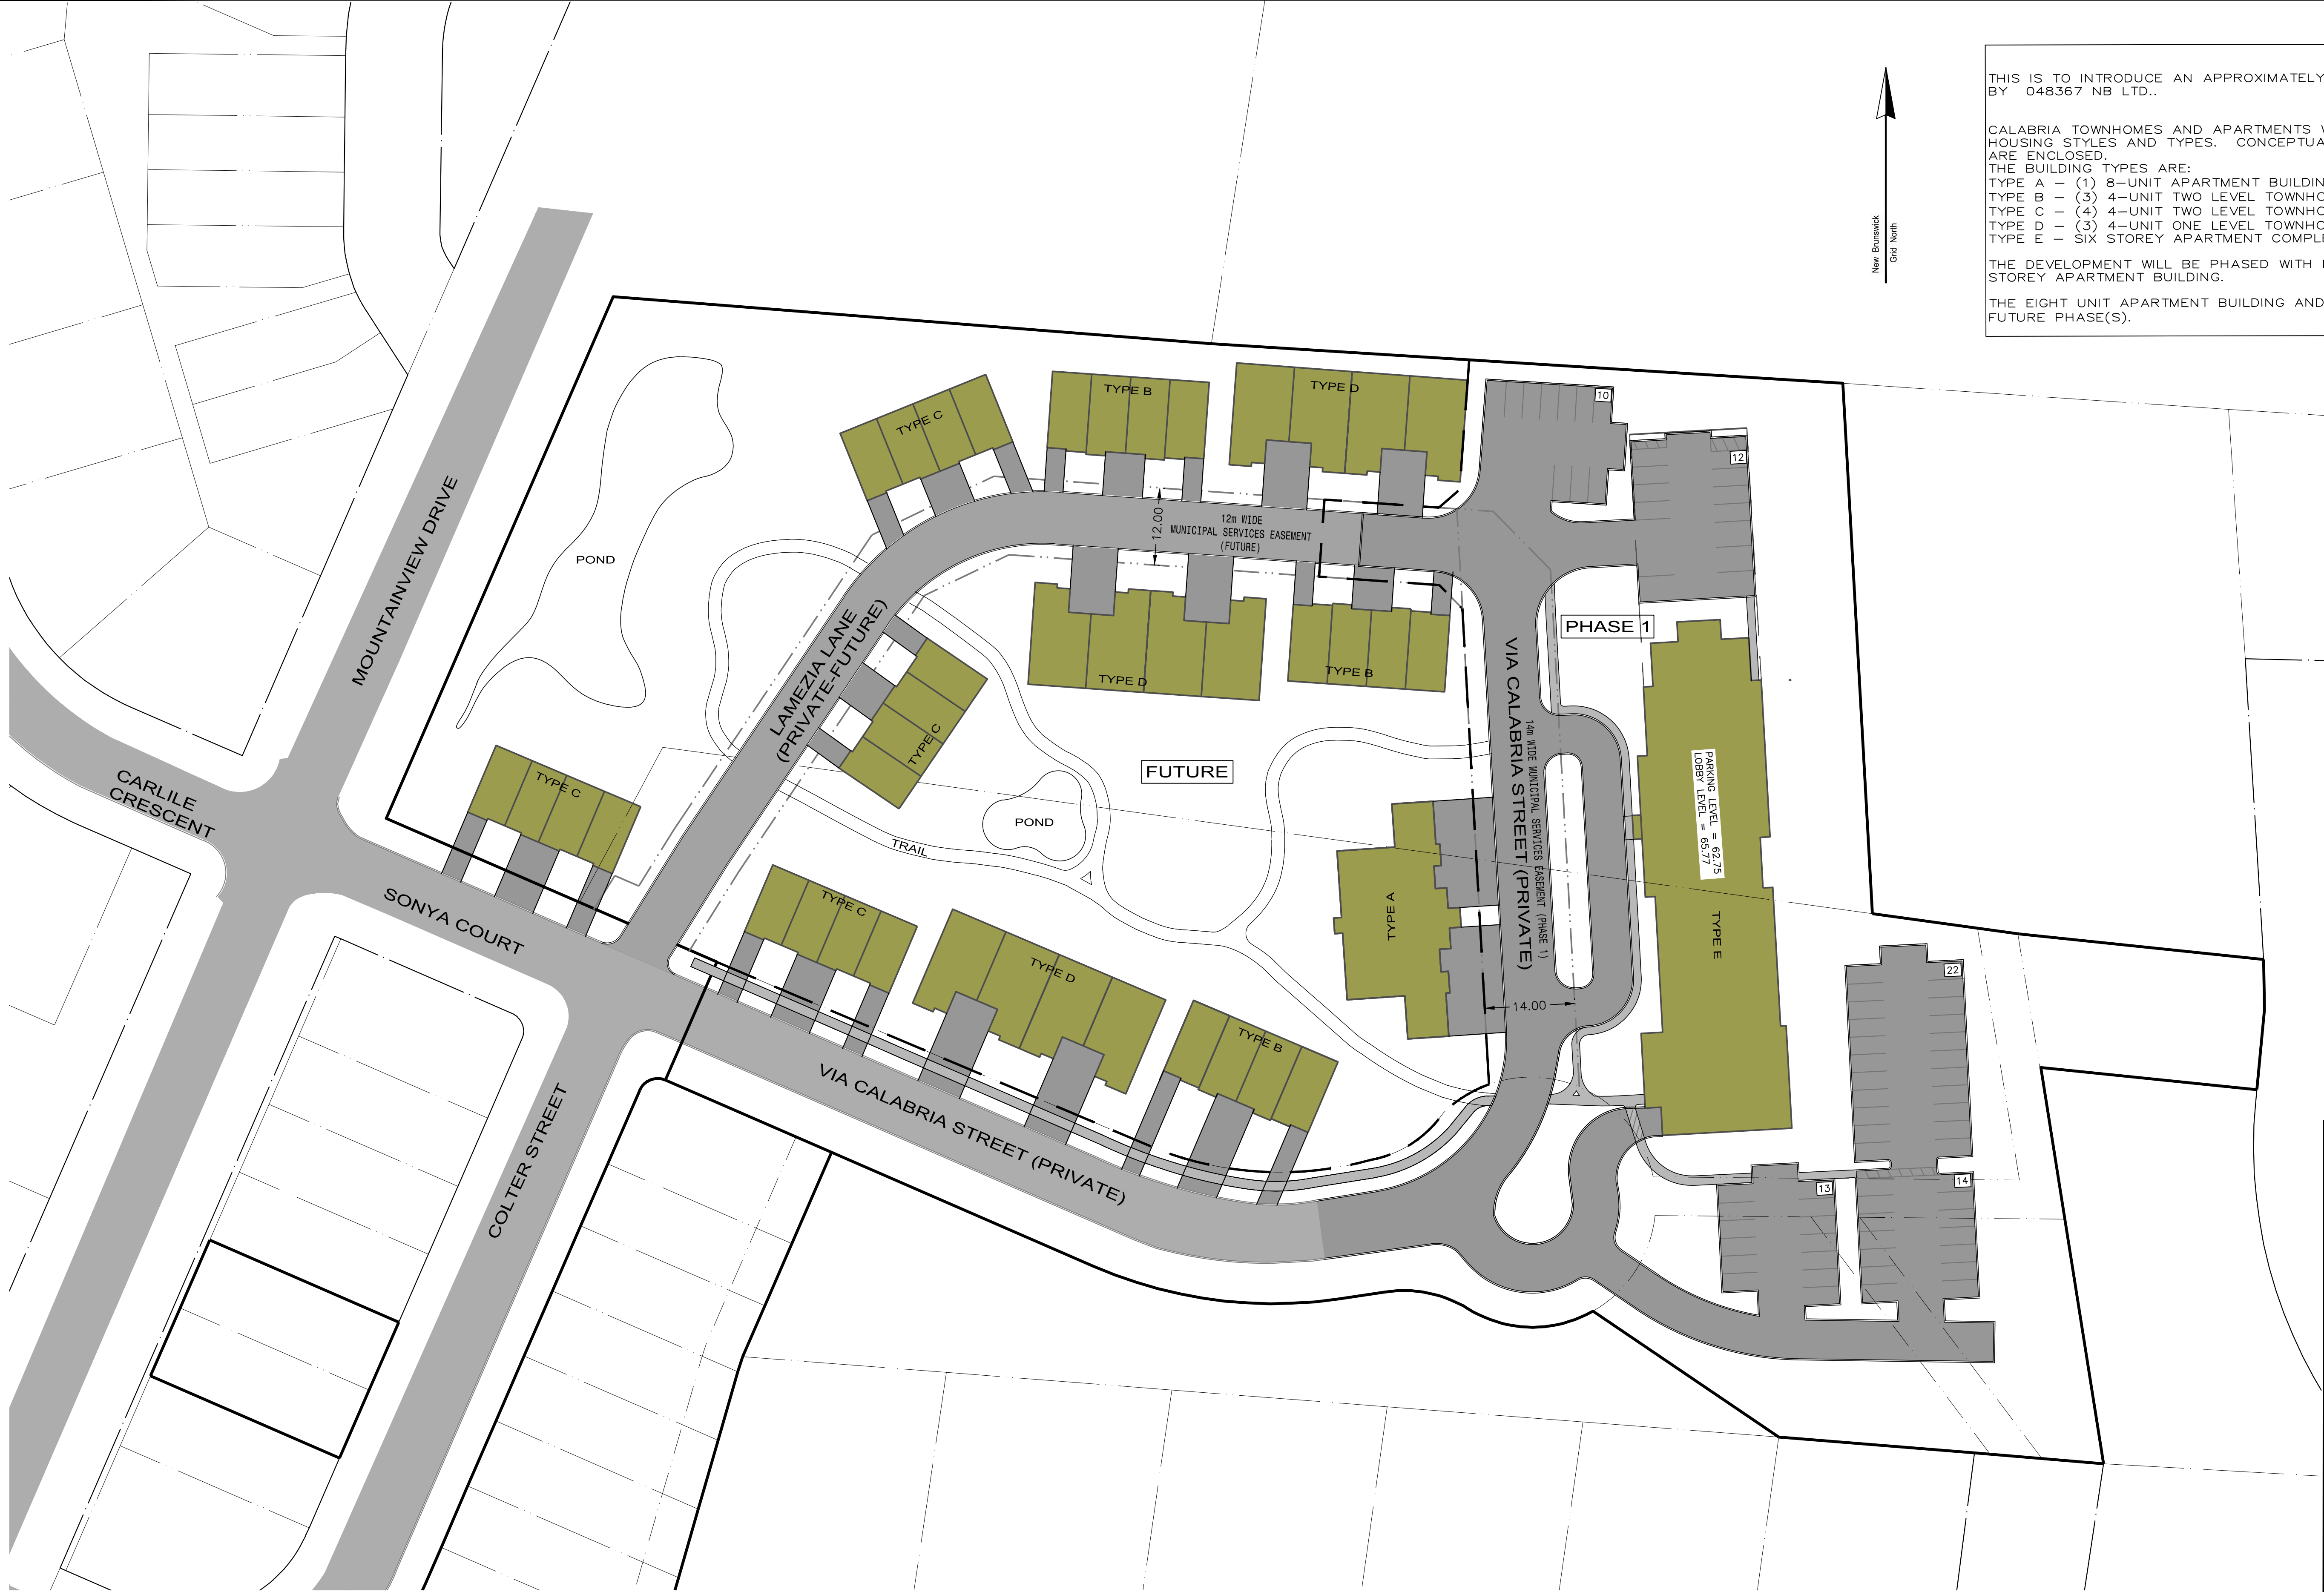 THIS IS TO INTRODUCE AN APPROXIMATELY
BY 048367 NB LTD..
CALABRIA TOWNHOMES AND APARTMENTS
HOUSING STYLES AND TYPES. CONCEPTUA
ARE ENCLOSED.
THE BUILDING TYPES ARE:
TYPE A – (1) 8–UNIT APARTMENT BUILDIN
TYPE B – (3) 4–UNIT TWO LEVEL TOWNHO
TYPE C – (4) 4–UNIT TWO LEVEL TOWNHO
TYPE D – (3) 4–UNIT ONE LEVEL TOWNHO
TYPE E – SIX STOREY APARTMENT COMPLE
THE DEVELOPMENT WILL BE PHASED WITH
STOREY APARTMENT BUILDING.
THE EIGHT UNIT APARTMENT BUILDING AND
FUTURE PHASE(S).
New Brunswick
Grid North
TYPE C
TYPE B
TYPE D
10
12
MOUNTAINVIEW DRIVE
POND
12.00
12m WIDE
MUNICIPAL SERVICES EASEMENT
(FUTURE)
LAMEZIA LANE
(PRIVATE-FUTURE)
TYPE C
TYPE D
TYPE B
PHASE 1
FUTURE
POND
TRAIL
CARLILE
CRESCENT
TYPE C
SONYA COURT
TYPE C
TYPE D
TYPE B
TYPE A
VIA CALABRIA STREET (PRIVATE)
14m WIDE MUNICIPAL SERVICES EASEMENT (PHASE 1)
14.00
PARKING LEVEL = 62.75
LOBBY LEVEL = 65.77
TYPE E
22
13
14
VIA CALABRIA STREET (PRIVATE)
COLTER STREET